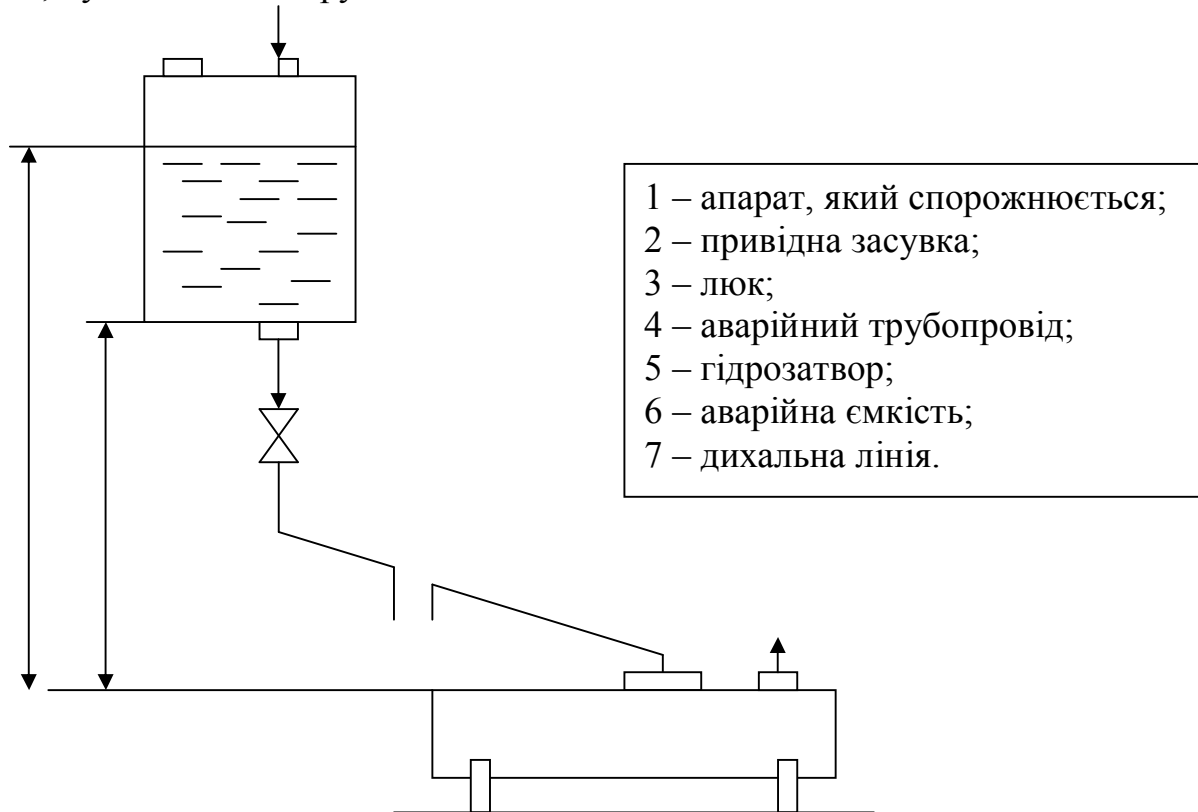 1 – апарат, який спорожнюється;
2 – привідна засувка;
3 – люк;
4 – аварійний трубопровід;
5 – гідрозатвор;
6 – аварійна ємкість;
7 – дихальна лінія.